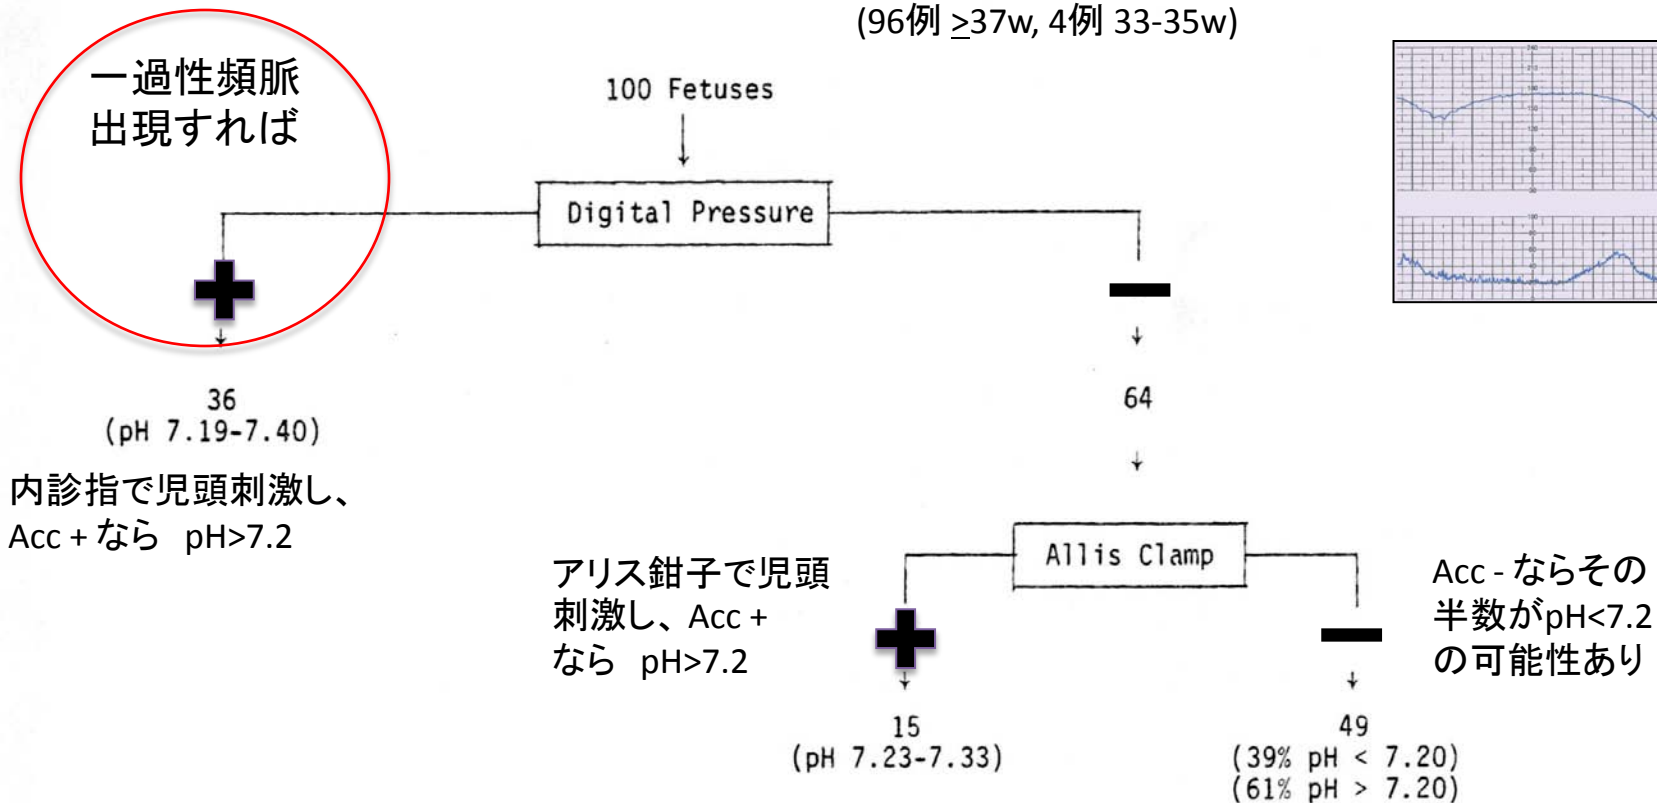 (96例 ≥37w, 4例 33-35w)
一過性頻脈
出現すれば
100 Fetuses
Digital Pressure
36
(pH 7.19-7.40)
64
内診指で児頭刺激し、
Acc + なら pH>7.2
Allis Clamp
アリス鉗子で児頭
刺激し、Acc +
なら pH>7.2
Acc - ならその
半数がpH<7.2
の可能性あり
15
(pH 7.23-7.33)
49
(39% pH < 7.20)
(61% pH > 7.20)